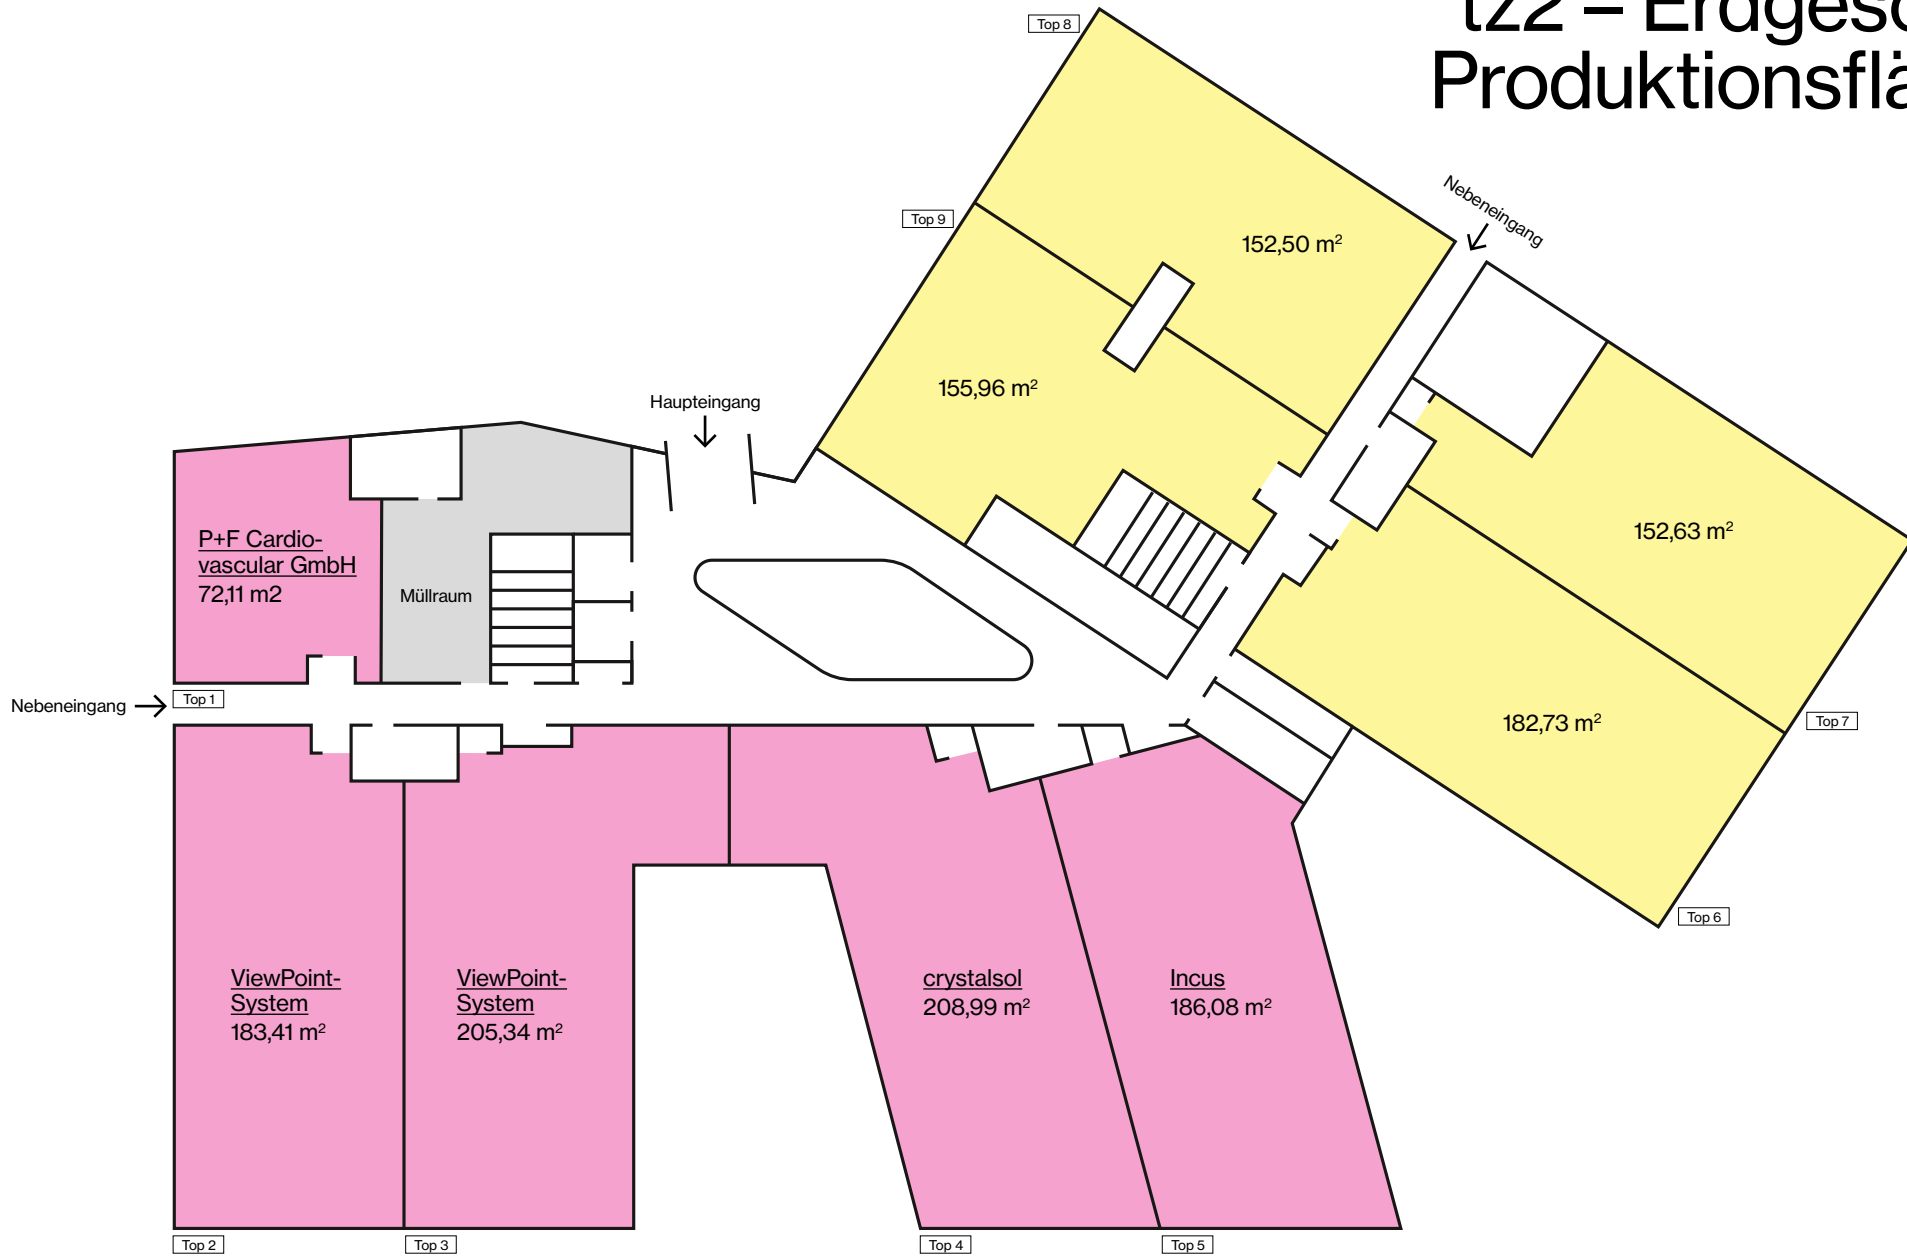 tz2 – Erdgesc
Produktionsflä
Top 8
Top 9
152,50 m²
Nebeneingang
155,96 m²
Haupteingang
152,63 m²
P+F Cardio-
vascular GmbH
72,11 m2
Müllraum
Nebeneingang
Top 1
182,73 m²
Top 7
Top 6
ViewPoint-
System
183,41 m²
ViewPoint-
System
205,34 m²
crystalsol
208,99 m²
Incus
186,08 m²
Top 2
Top 3
Top 4
Top 5